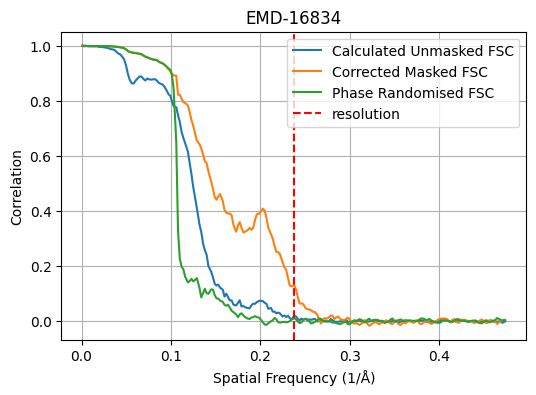 EMD-16834
Calculated Unmasked FSC
Corrected Masked FSC
Phase Randomised FSC
resolution
Correlation
1.0
0.8
0.6
0.4
0.2
0.0
0.0 0.1 0.2 0.3 0.4
Spatial Frequency (1/Å)